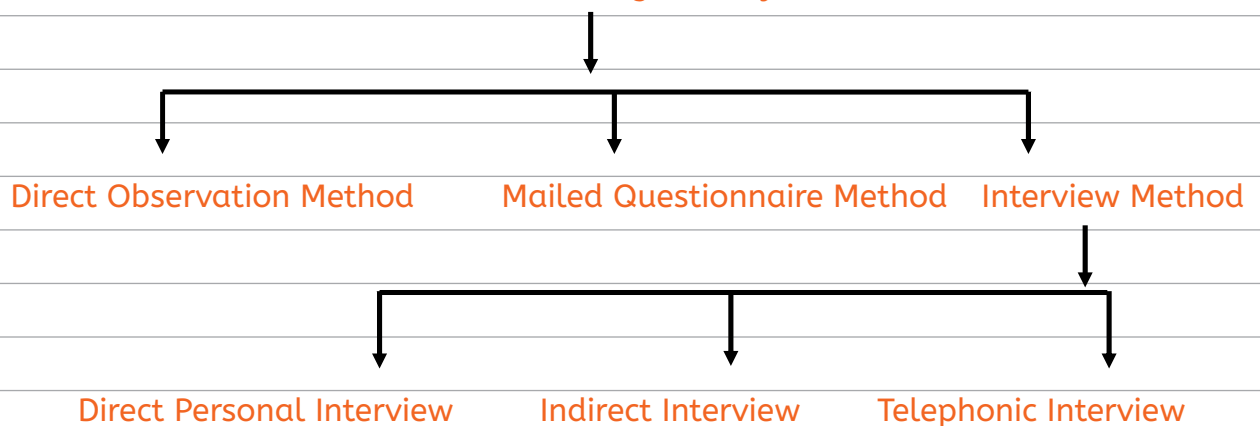 Direct Observation Method Mailed Questionnaire Method Interview Method
Direct Personal Interview Indirect Interview Telephonic Interview